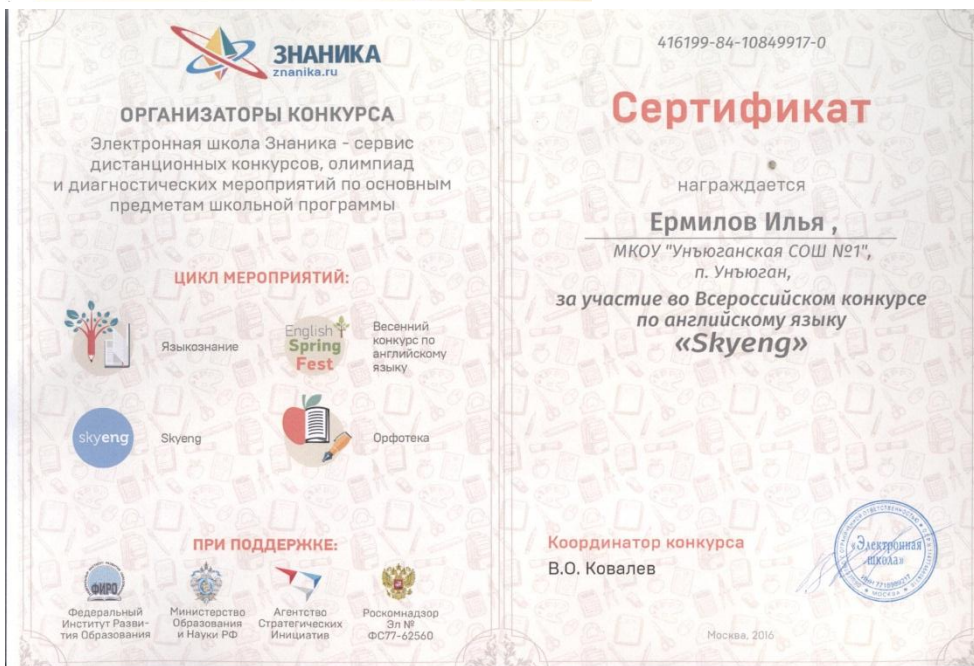 ЗНАНИКА
znanika.ru
ОРГАНИЗАТОРЫ КОНКУРСА
Электронная школа Знаника - сервис
дистанционных конкурсов, олимпиад
и диагностических мероприятий по основным
предметам школьной программы
ЦИКЛ МЕРОПРИЯТИЙ:
Языкознание
English
Spring
Fest
Весенний
конкурс по
английскому
языку
skyeng
Skyeng
Орфотека
ПРИ ПОДДЕРЖКЕ:
ФИРО
Федеральный
Институт Разви-
тия Образования
Министерство
Образования
и Науки РФ
Агентство
Стратегических
Инициатив
Роскомнадзор
Эл №
ФС77-62560
416199-84-10849917-0
Сертификат
награждается
Ермилов Илья ,
МКОУ "Унъюганская СОШ №1",
п. Унъюган,
за участие во Всероссийском конкурсе
по английскому языку
«Skyeng»
Координатор конкурса
В.О. Ковалев
«Электронная
школа»
МОСКВА
Москва, 2016